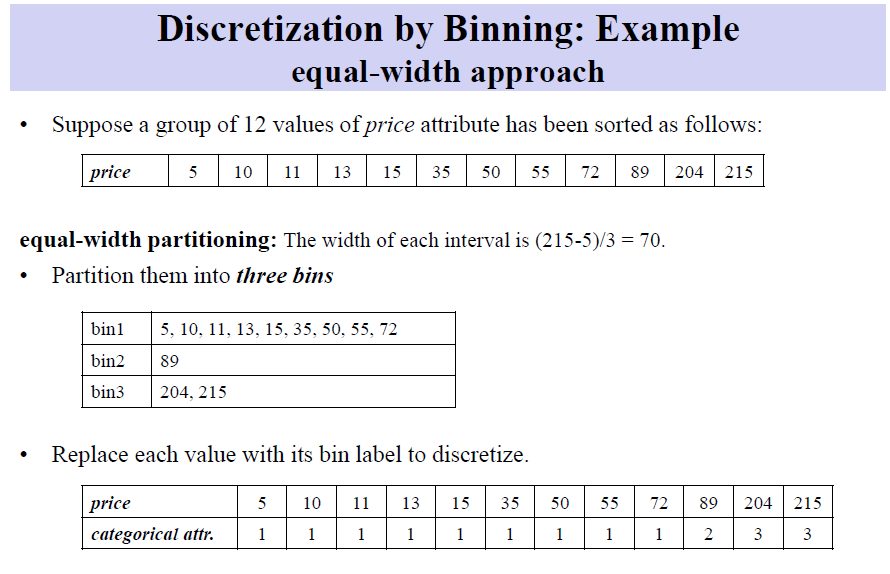 Discretization by Binning: Example
equal-width approach
• Suppose a group of 12 values of price attribute has been sorted as follows:
price 5 10 11 13 15 35 50 55 72 89 204 215
equal-width partitioning: The width of each interval is (215-5)/3 = 70.
• Partition them into three bins
bin1 5, 10, 11, 13, 15, 35, 50, 55, 72
bin2 89
bin3 204, 215
• Replace each value with its bin label to discretize.
price 5 10 11 13 15 35 50 55 72 89 204 215
categorical attr. 1 1 1 1 1 1 1 1 1 2 3 3